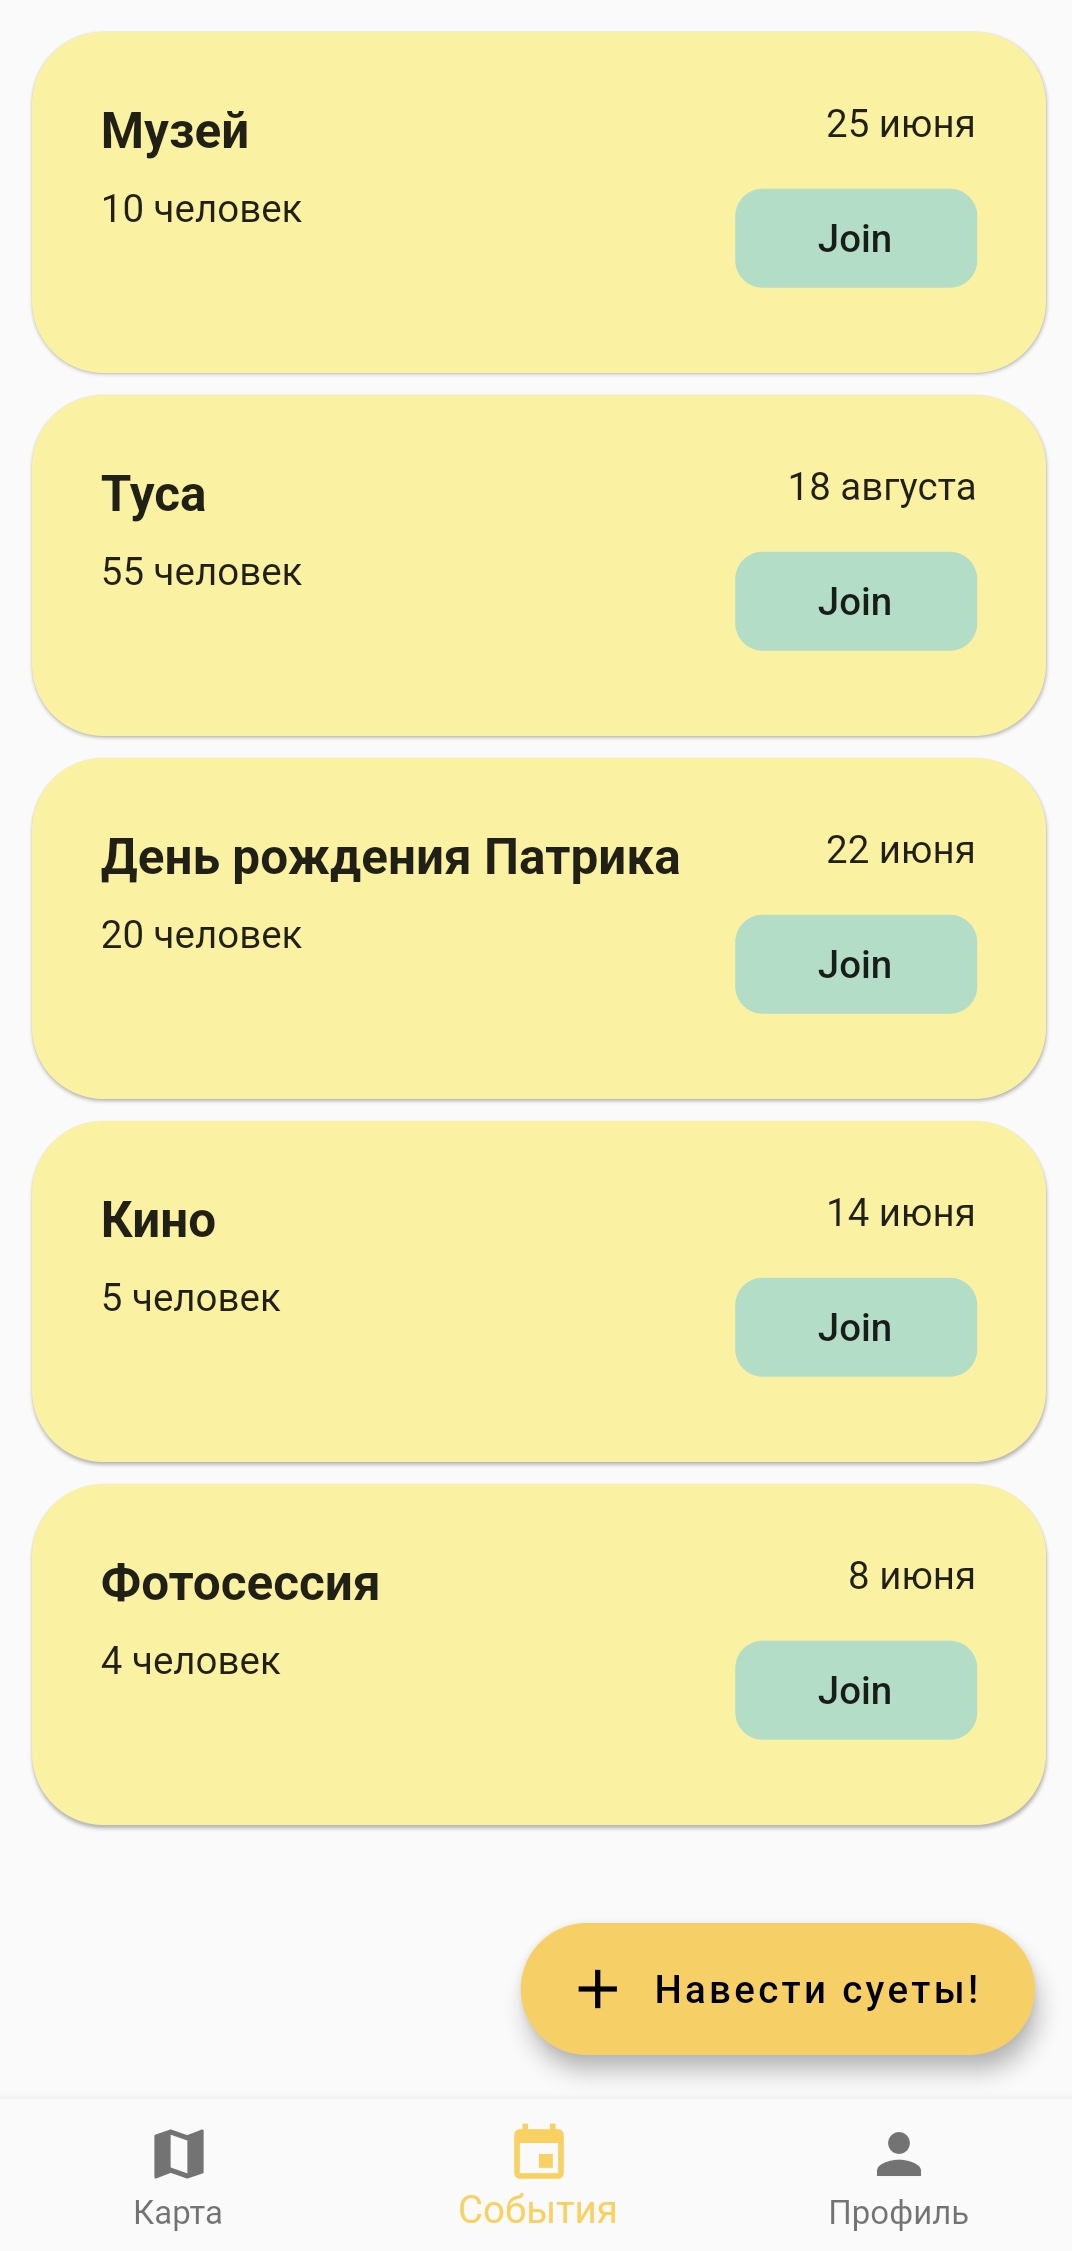 Музей
25 июня
10 человек
Join
Туса
18 августа
55 человек
Join
День рождения Патрика
22 июня
20 человек
Join
Кино
14 июня
5 человек
Join
Фотосессия
8 июня
4 человек
Join
Навести суеты!
Карта
События
Профиль